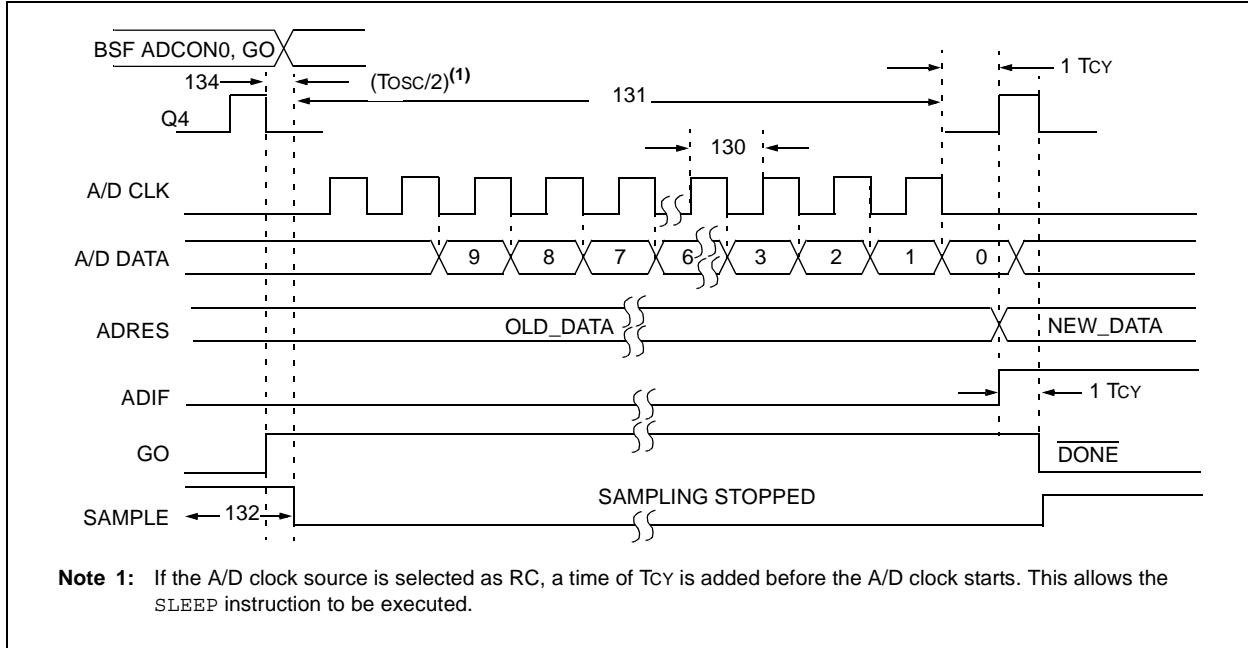 BSF ADCON0, GO
134
(TOSC/2)(1)
131
1 TCY
Q4
130
A/D CLK
A/D DATA
9
8
7
6
3
2
1
0
ADRES
OLD_DATA
NEW_DATA
ADIF
1 TCY
GO
DONE
SAMPLING STOPPED
SAMPLE
132
Note 1: If the A/D clock source is selected as RC, a time of TCY is added before the A/D clock starts. This allows the
SLEEP instruction to be executed.